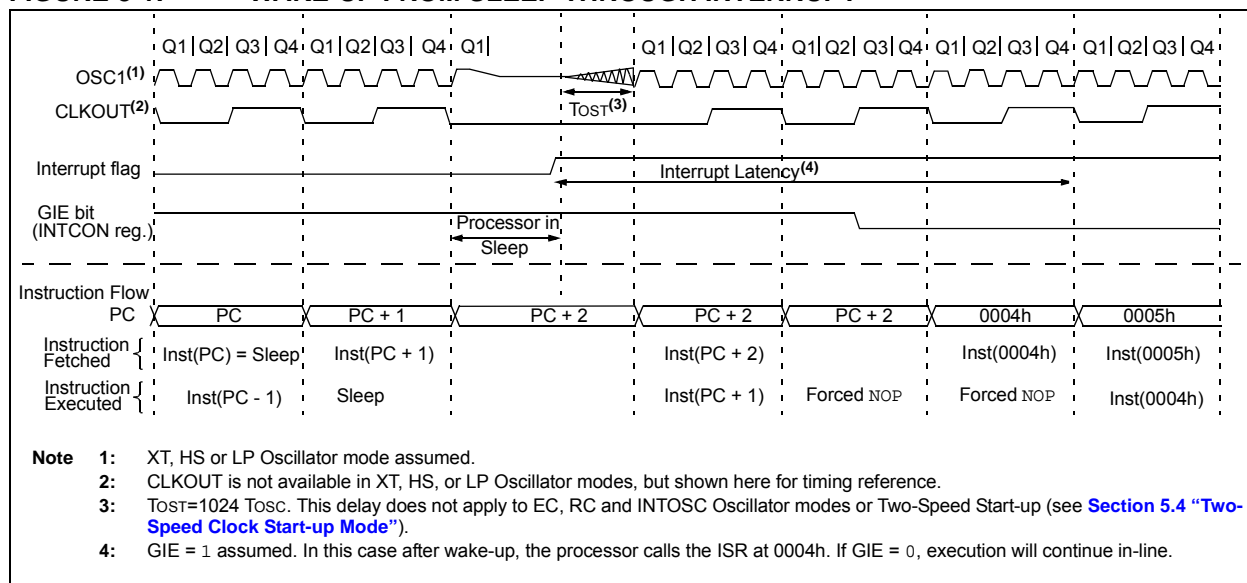 FIGURE WAKE-UP FROM SLEEP THROUGH INTERRUPT
Q1| Q2| Q3| Q4 Q1| Q2| Q3| Q4 Q1| Q1| Q2| Q3| Q4 Q1| Q2| Q3| Q4 Q1| Q2| Q3| Q4 Q1| Q2| Q3| Q4
OSC1(1)
CLKOUT(2) TOST(3)
Interrupt flag Interrupt Latency(4)
GIE bit
(INTCON reg.)
Processor in
Sleep
Instruction Flow
PC PC PC + 1 PC + 2 PC + 2 PC + 2 0004h 0005h
Instruction
Fetched { Inst(PC) = Sleep Inst(PC + 1) Inst(PC + 2) Inst(0004h) Inst(0005h)
Instruction
Executed { Inst(PC - 1) Sleep Inst(PC + 1) Forced NOP Forced NOP Inst(0004h)
Note 1: XT, HS or LP Oscillator mode assumed.
2: CLKOUT is not available in XT, HS, or LP Oscillator modes, but shown here for timing reference.
3: TOST=1024 TOSC. This delay does not apply to EC, RC and INTOSC Oscillator modes or Two-Speed Start-up (see Section 5.4 “Two-
Speed Clock Start-up Mode”).
4: GIE = 1 assumed. In this case after wake-up, the processor calls the ISR at 0004h. If GIE = 0, execution will continue in-line.